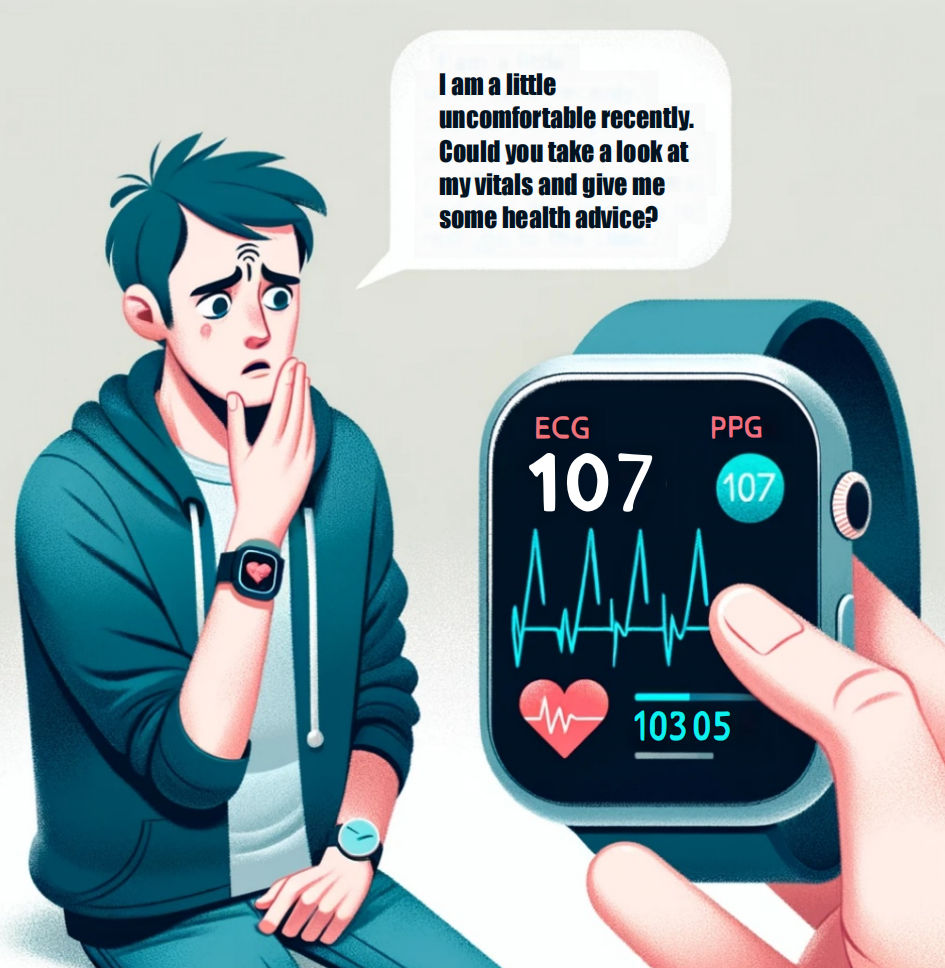 I am a little
uncomfortable recently.
Could you take a look at
my vitals and give me
some health advice?
ECG PPG
107 107
103 05